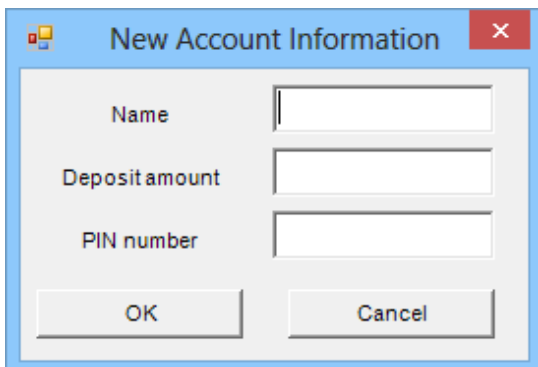 New Account Information
Name
Deposit amount
PIN number
OK Cancel